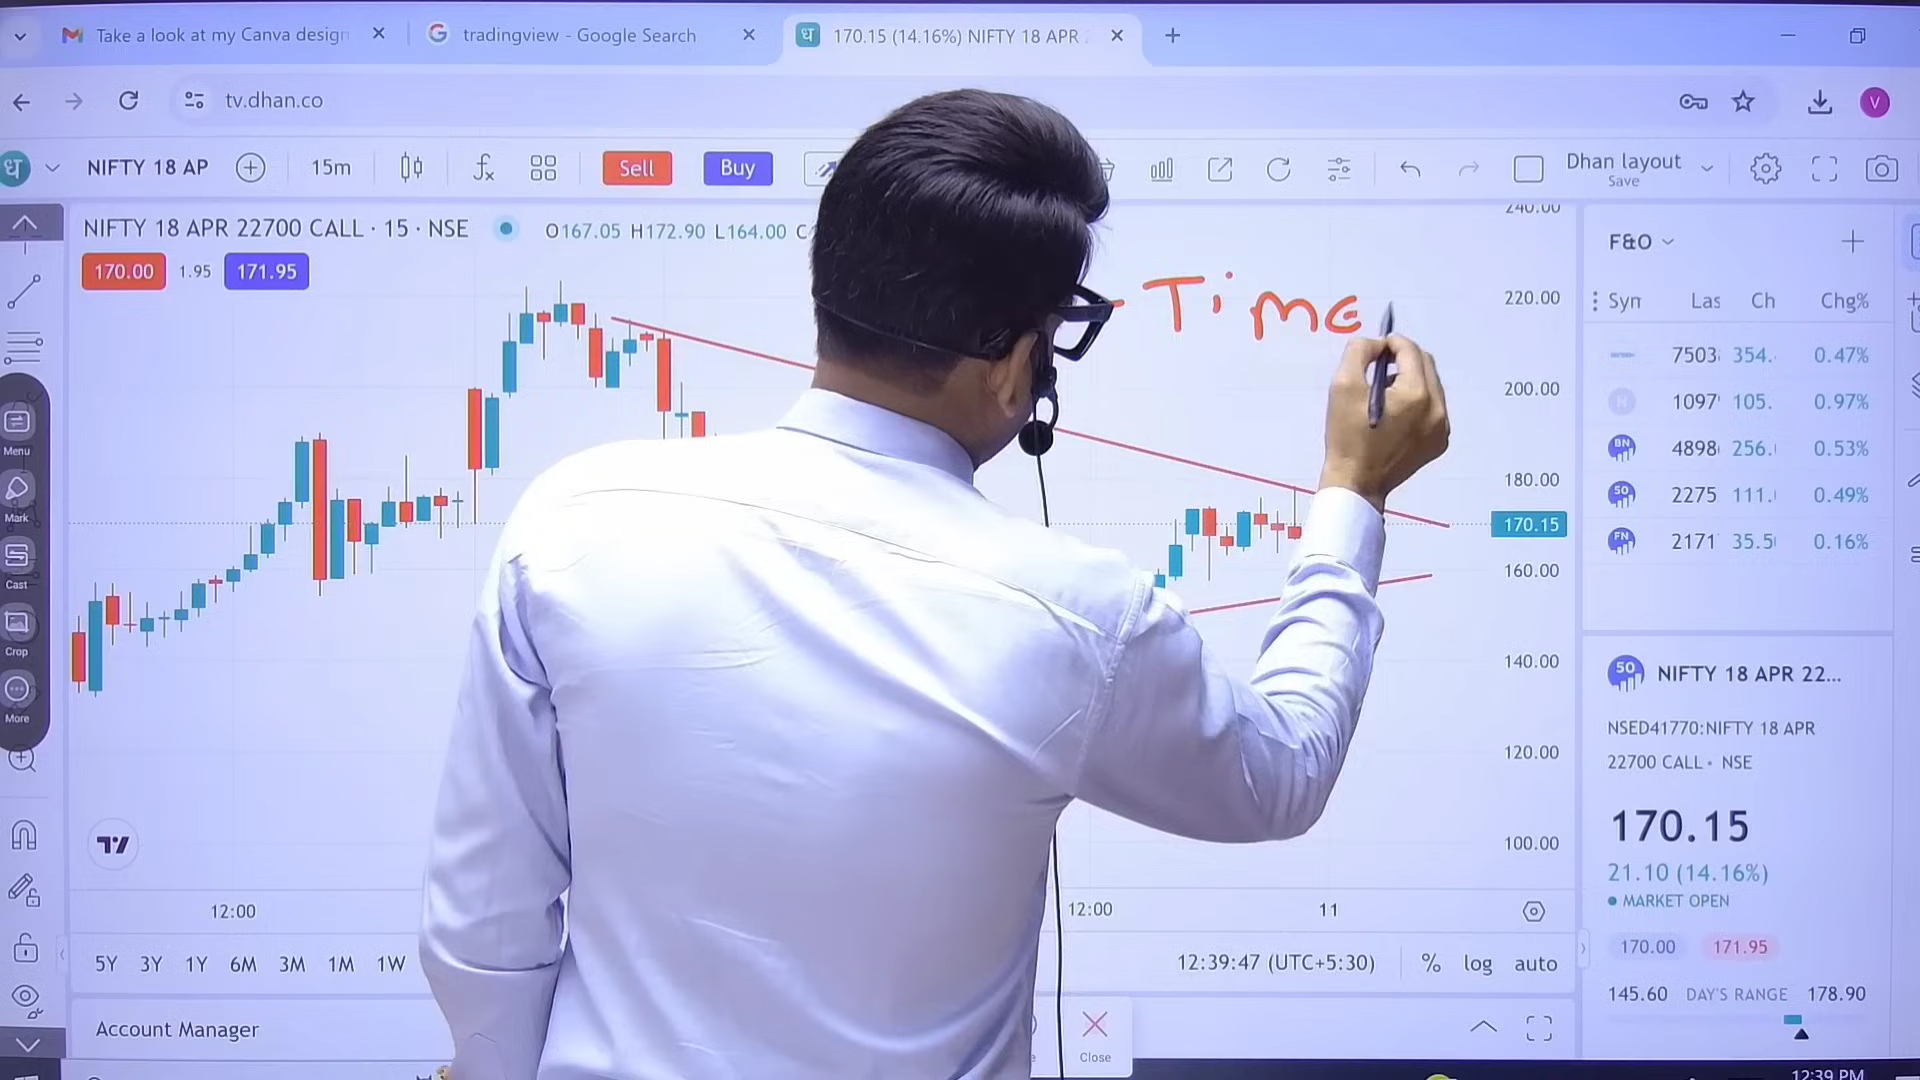 Take a look at my Canva design
tradingview - Google Search
170.15 (14.16%) NIFTY 18 APR
tv.dhan.co
V
ध
NIFTY 18 AP
15m
Sell
Buy
Dhan layout
Save
NIFTY 18 APR 22700 CALL · 15 · NSE
O167.05 H172.90 L164.00 C
170.00 1.95 171.95
Time
Menu
Mark
Cast
Crop
More
240.00
220.00
200.00
180.00
170.15
160.00
140.00
120.00
100.00
12:00
12:00
11
5Y 3Y 1Y 6M 3M 1M 1W
12:39:47 (UTC+5:30)
% log auto
Account Manager
Close
F&O
Syn Las Ch Chg%
7503 354. 0.47%
1097 105. 0.97%
BN 4898 256. 0.53%
50 2275 111. 0.49%
FN 2171 35.5 0.16%
50 NIFTY 18 APR 22...
NSED41770:NIFTY 18 APR
22700 CALL • NSE
170.15
21.10 (14.16%)
MARKET OPEN
170.00 171.95
145.60 DAY'S RANGE 178.90
12:39 PM